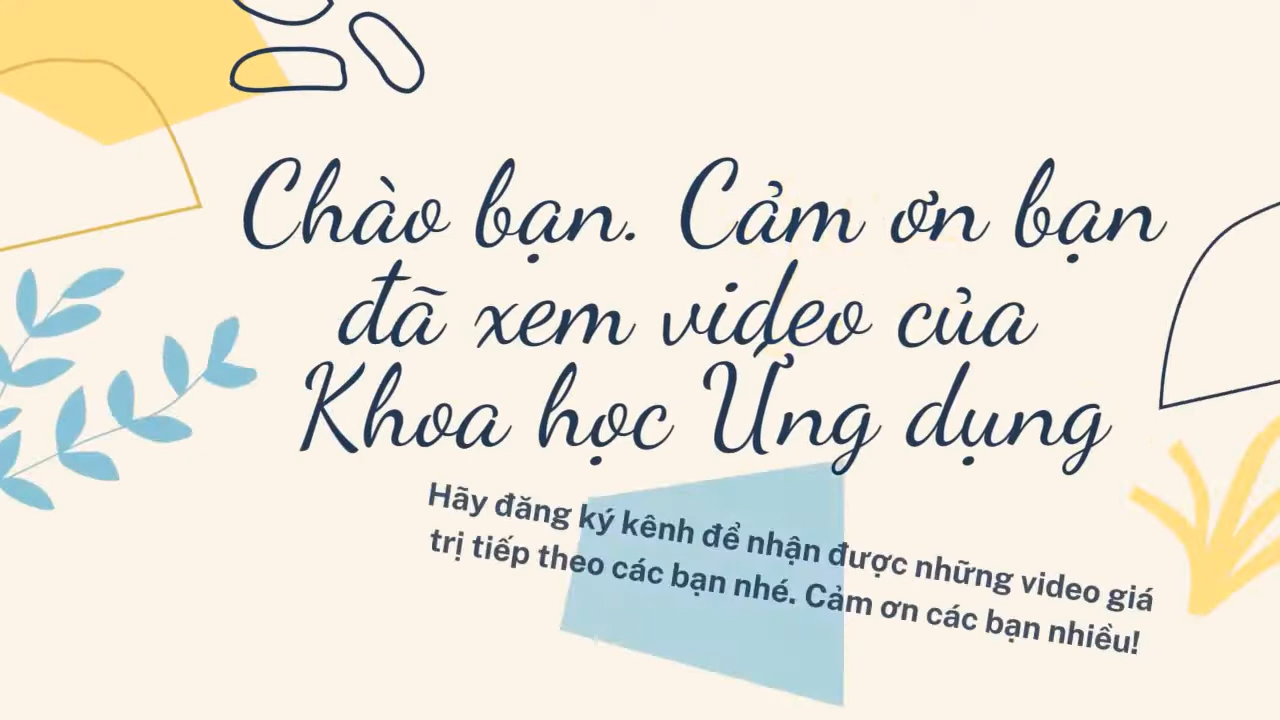 Chào bạn. Cảm ơn bạn
đã xem video của
Khoa học Ứng dụng
Hãy đăng ký kênh để nhận được những video giá
trị tiếp theo các bạn nhé. Cảm ơn các bạn nhiều!